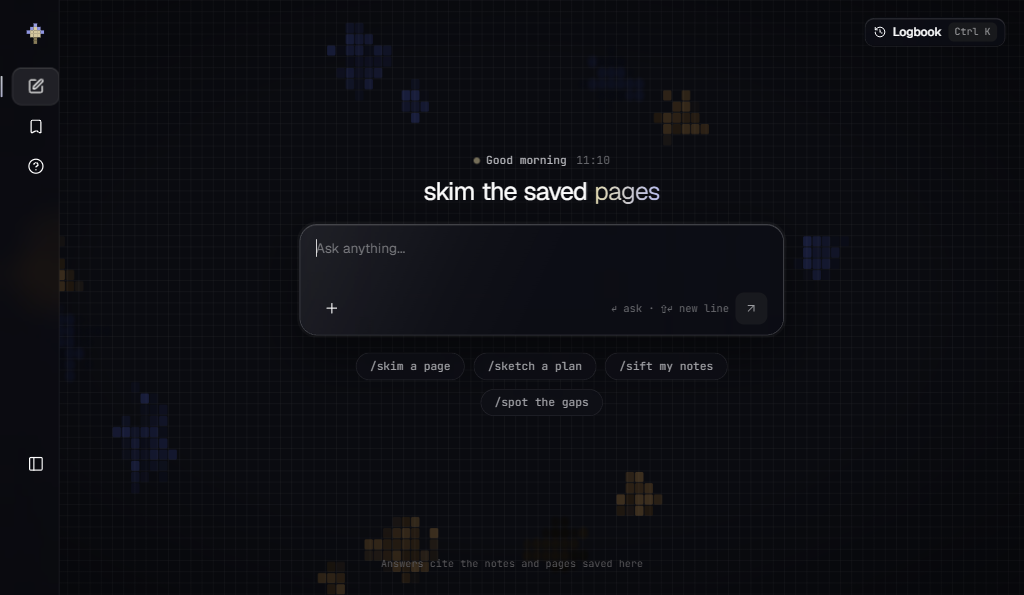 Logbook Ctrl K
Good morning 11:10
skim the saved pages
Ask anything...
↵ ask · ⇧↵ new line
/skim a page /sketch a plan /sift my notes
/spot the gaps
Answers cite the notes and pages saved here